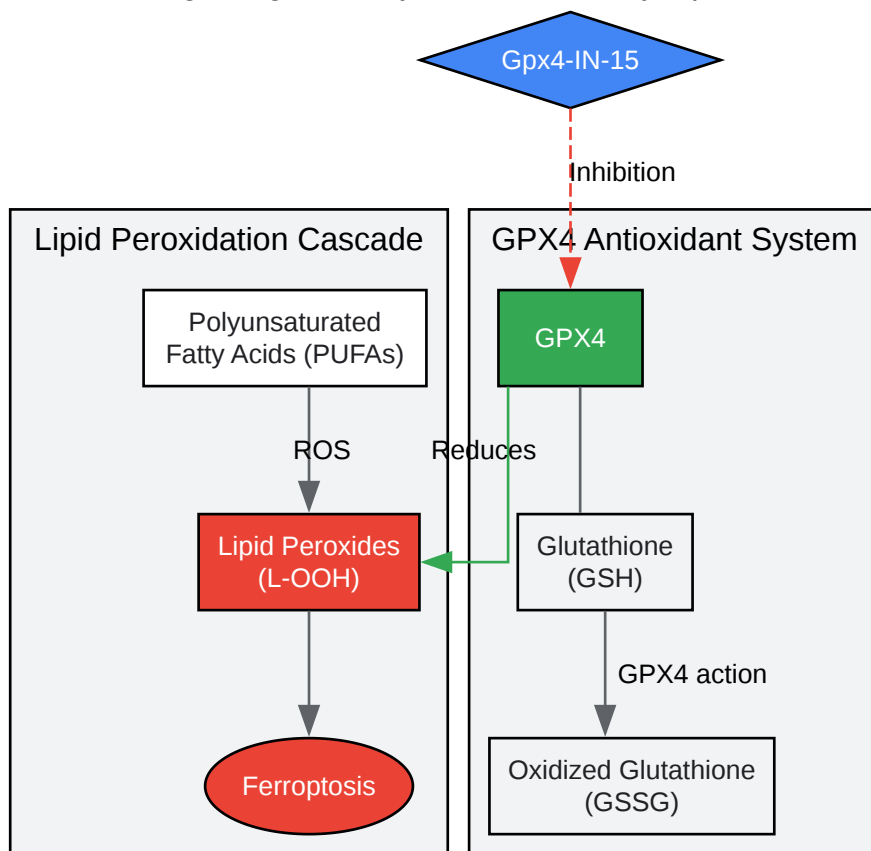 Gpx4-IN-15
Inhibition
Lipid Peroxidation Cascade
GPX4 Antioxidant System
Polyunsaturated
Fatty Acids (PUFAs)
GPX4
ROS
Reduces
Lipid Peroxides
(L-OOH)
Glutathione
(GSH)
GPX4 action
Ferroptosis
Oxidized Glutathione
(GSSG)